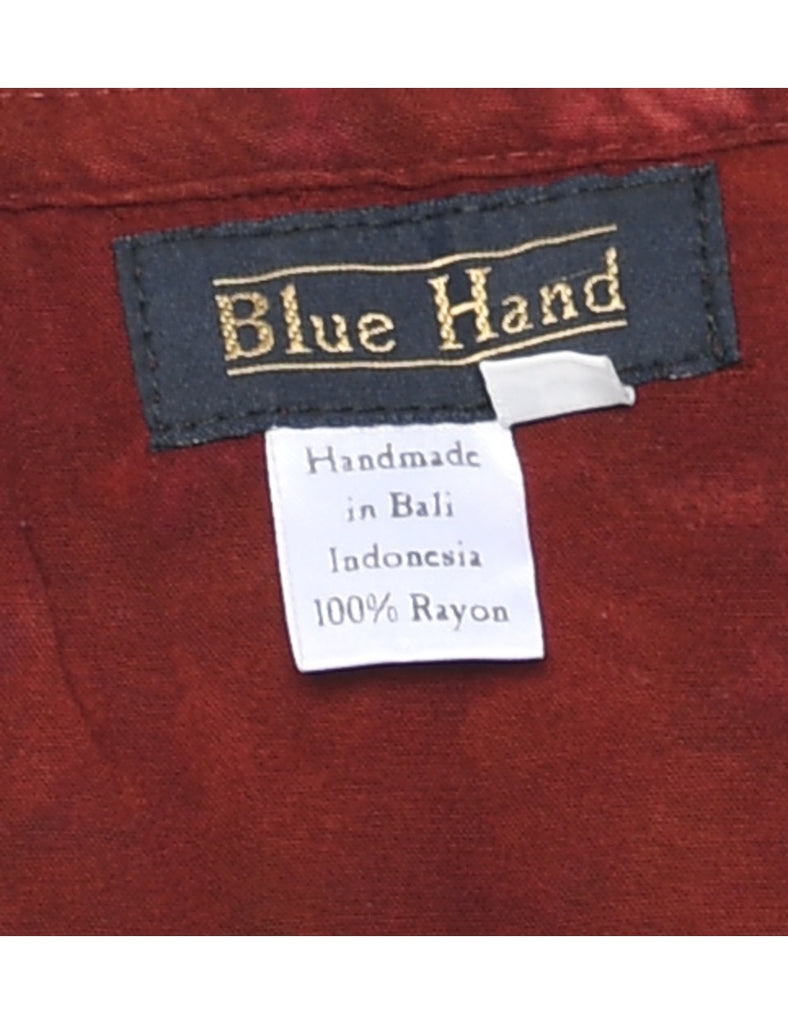 Blue Hand
Handmade
in Bali
Indonesia
100% Rayon